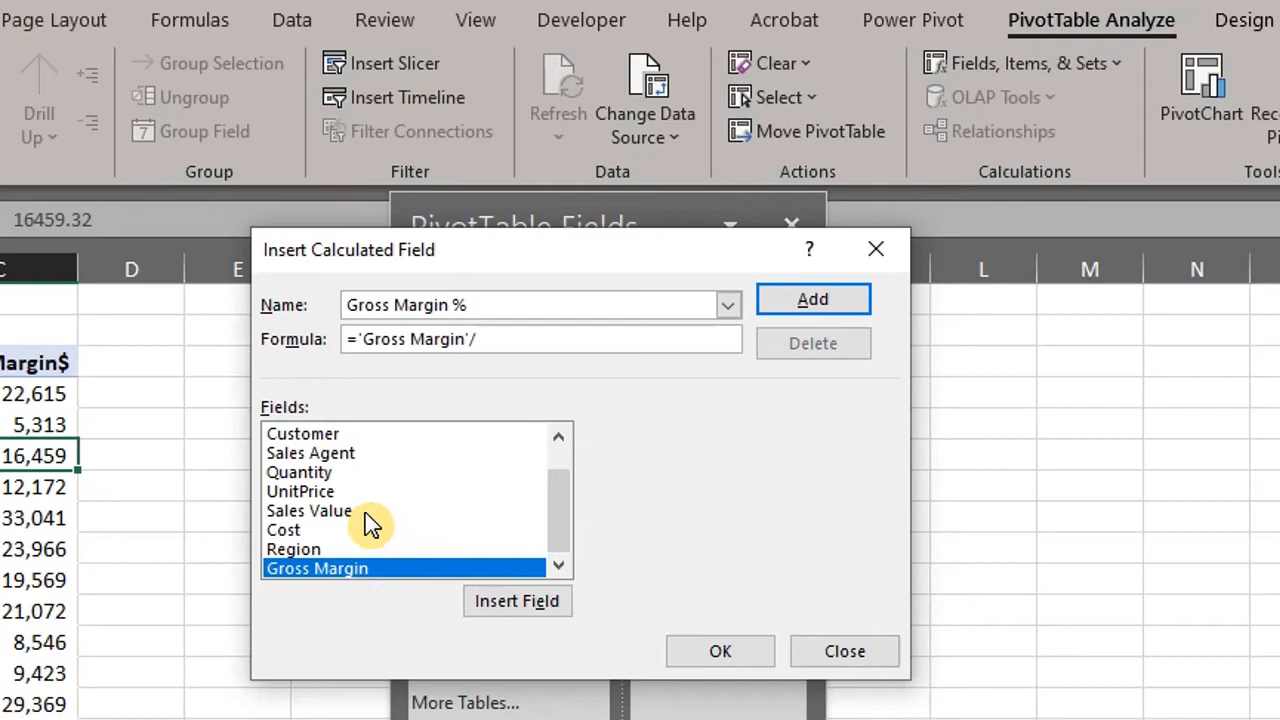 Page Layout Formulas Data Review View Developer Help Acrobat Power Pivot PivotTable Analyze Design
Drill
Up
Group Selection
Ungroup
7 Group Field
Group
Insert Slicer
Insert Timeline
Filter Connections
Filter
Refresh
Change Data
Source
Data
Clear
Select
Move PivotTable
Actions
Fields, Items, & Sets
OLAP Tools
Relationships
Calculations
PivotChart
Tools
16459.32
PivotTable Fields
D E L M N
Margin$
22,615
5,313
16,459
12,172
33,041
23,966
19,569
21,072
8,546
9,423
29,369
Insert Calculated Field ?
Name: Gross Margin % Add
Formula: ='Gross Margin'/ Delete
Fields:
Customer
Sales Agent
Quantity
UnitPrice
Sales Value
Cost
Region
Gross Margin
Insert Field
OK Close
More Tables...